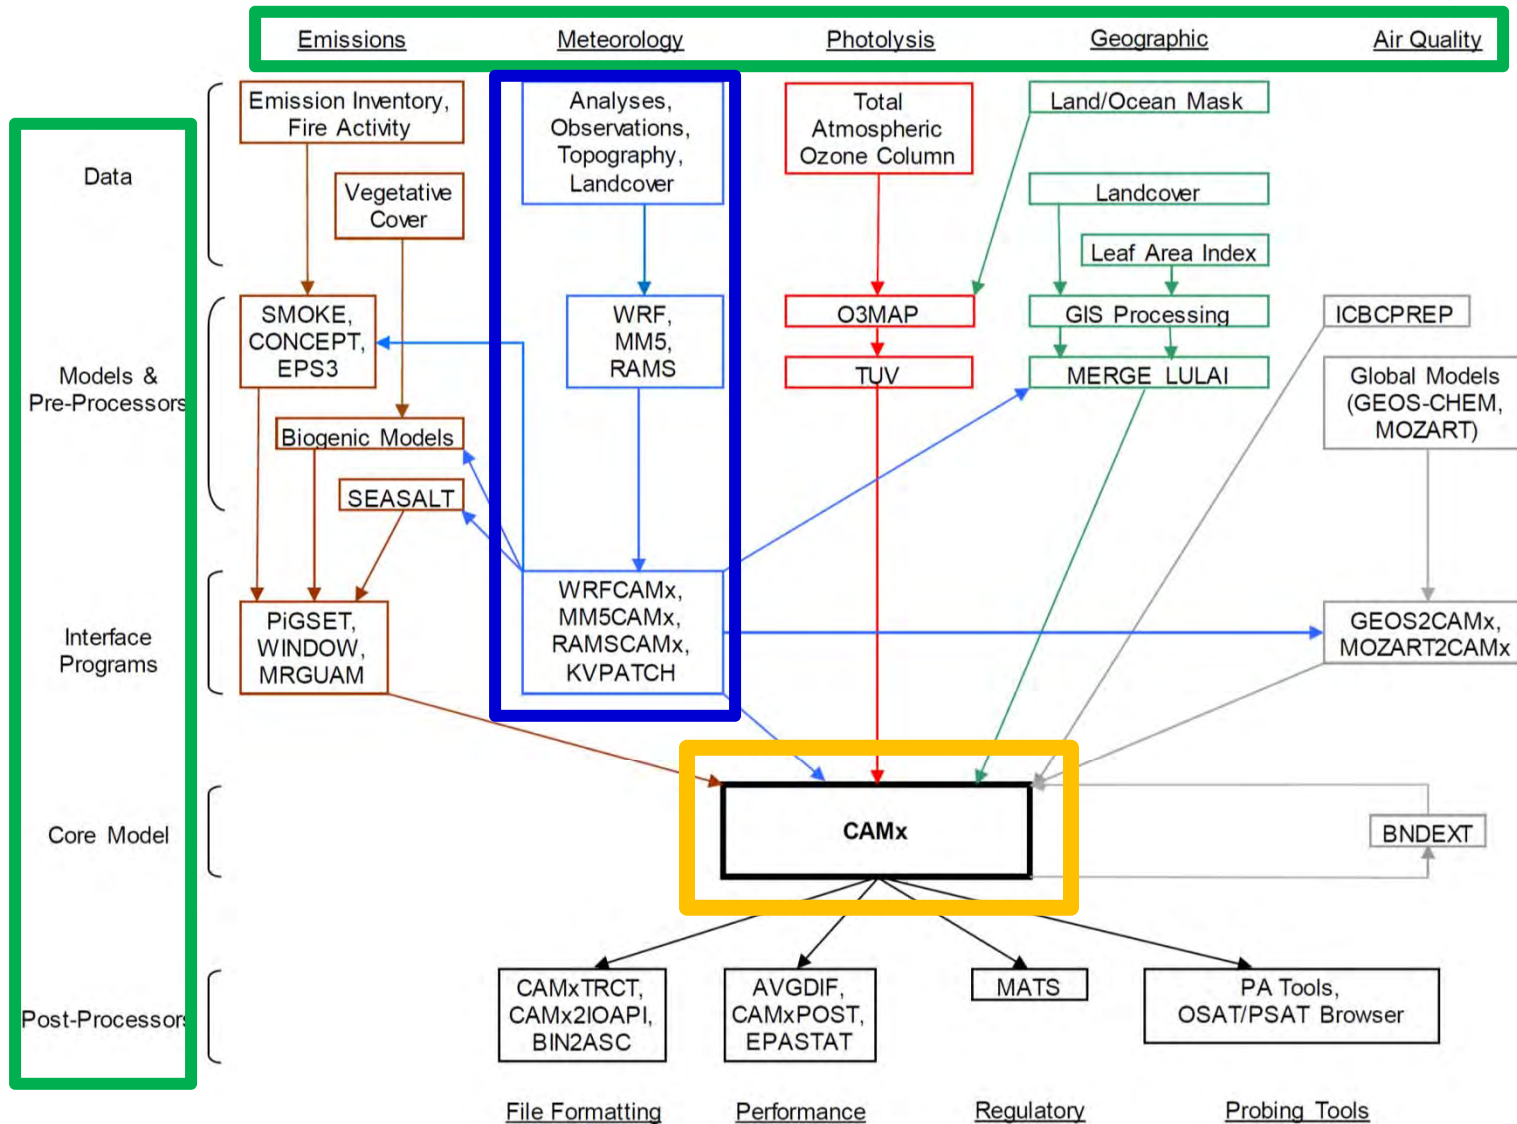 Emissions
Meteorology
Photolysis
Geographic
Air Quality
Data
Emission Inventory,
Fire Activity
Vegetative
Cover
Analyses,
Observations,
Topography,
Landcover
Total
Atmospheric
Ozone Column
Land/Ocean Mask
Landcover
Leaf Area Index
Models &
Pre-Processors
SMOKE,
CONCEPT,
EPS3
Biogenic Models
SEASALT
WRF,
MM5,
RAMS
O3MAP
TUV
GIS Processing
MERGE LULAI
ICBCPREP
Global Models
(GEOS-CHEM,
MOZART)
Interface
Programs
PiGSET,
WINDOW,
MRGUAM
WRFCAMx,
MM5CAMx,
RAMSCAMx,
KVPATCH
GEOS2CAMx,
MOZART2CAMx
Core Model
CAMx
BNDEXT
Post-Processors
CAMxTRCT,
CAMx2IOAPI,
BIN2ASC
AVGDIF,
CAMxPOST,
EPASTAT
MATS
PA Tools,
OSAT/PSAT Browser
File Formatting
Performance
Regulatory
Probing Tools